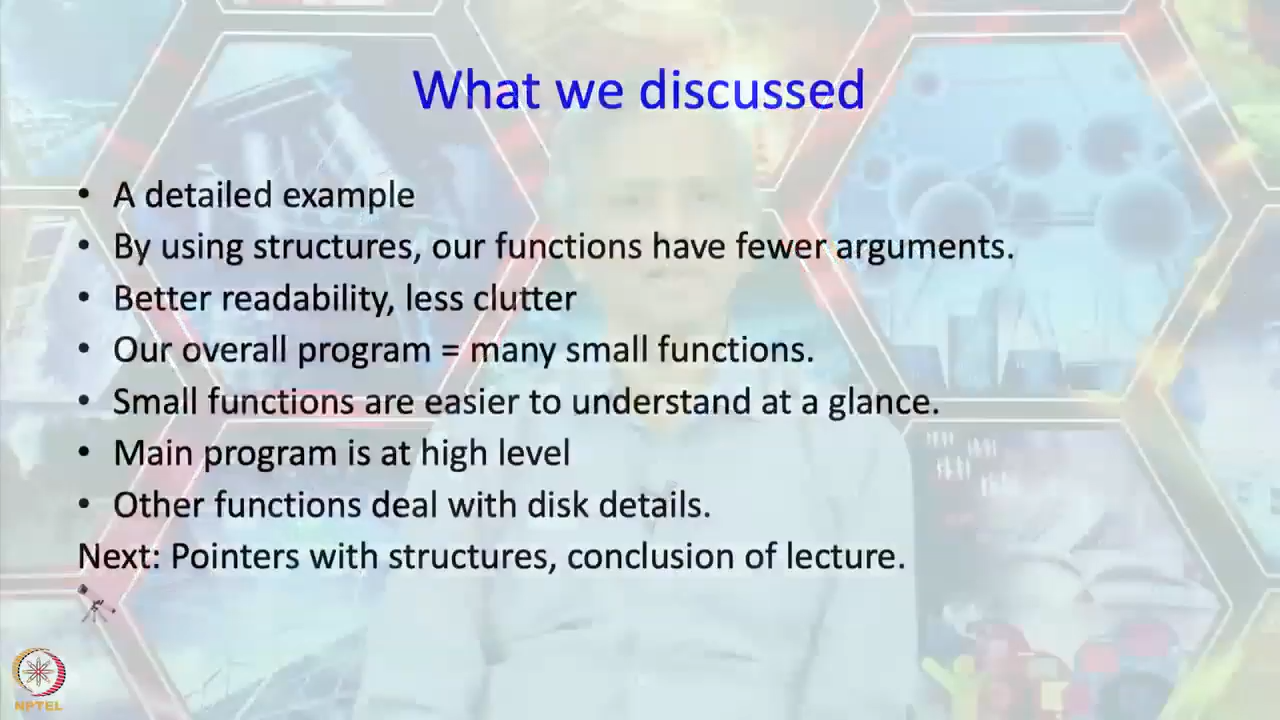 What we discussed
• A detailed example
• By using structures, our functions have fewer arguments.
• Better readability, less clutter
• Our overall program = many small functions.
• Small functions are easier to understand at a glance.
• Main program is at high level
• Other functions deal with disk details.
Next: Pointers with structures, conclusion of lecture.
NPTEL